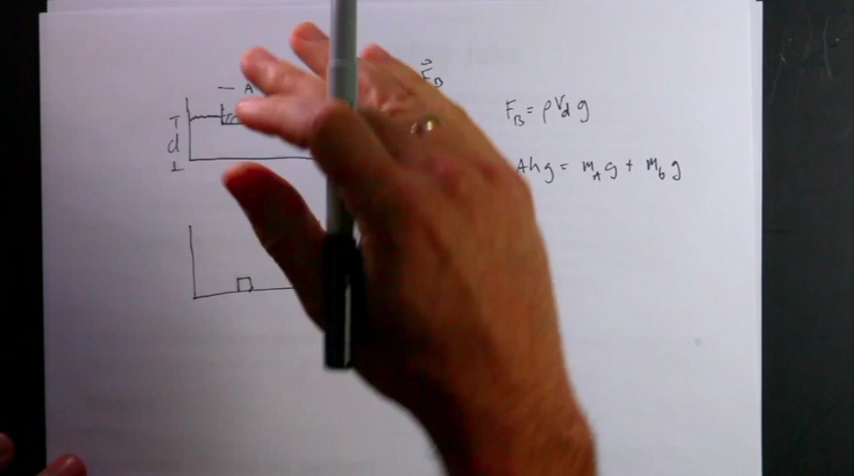 F_B
— A
F_B = ρV_d g
T
d
⊥
Ahg = m_A g + m_b g